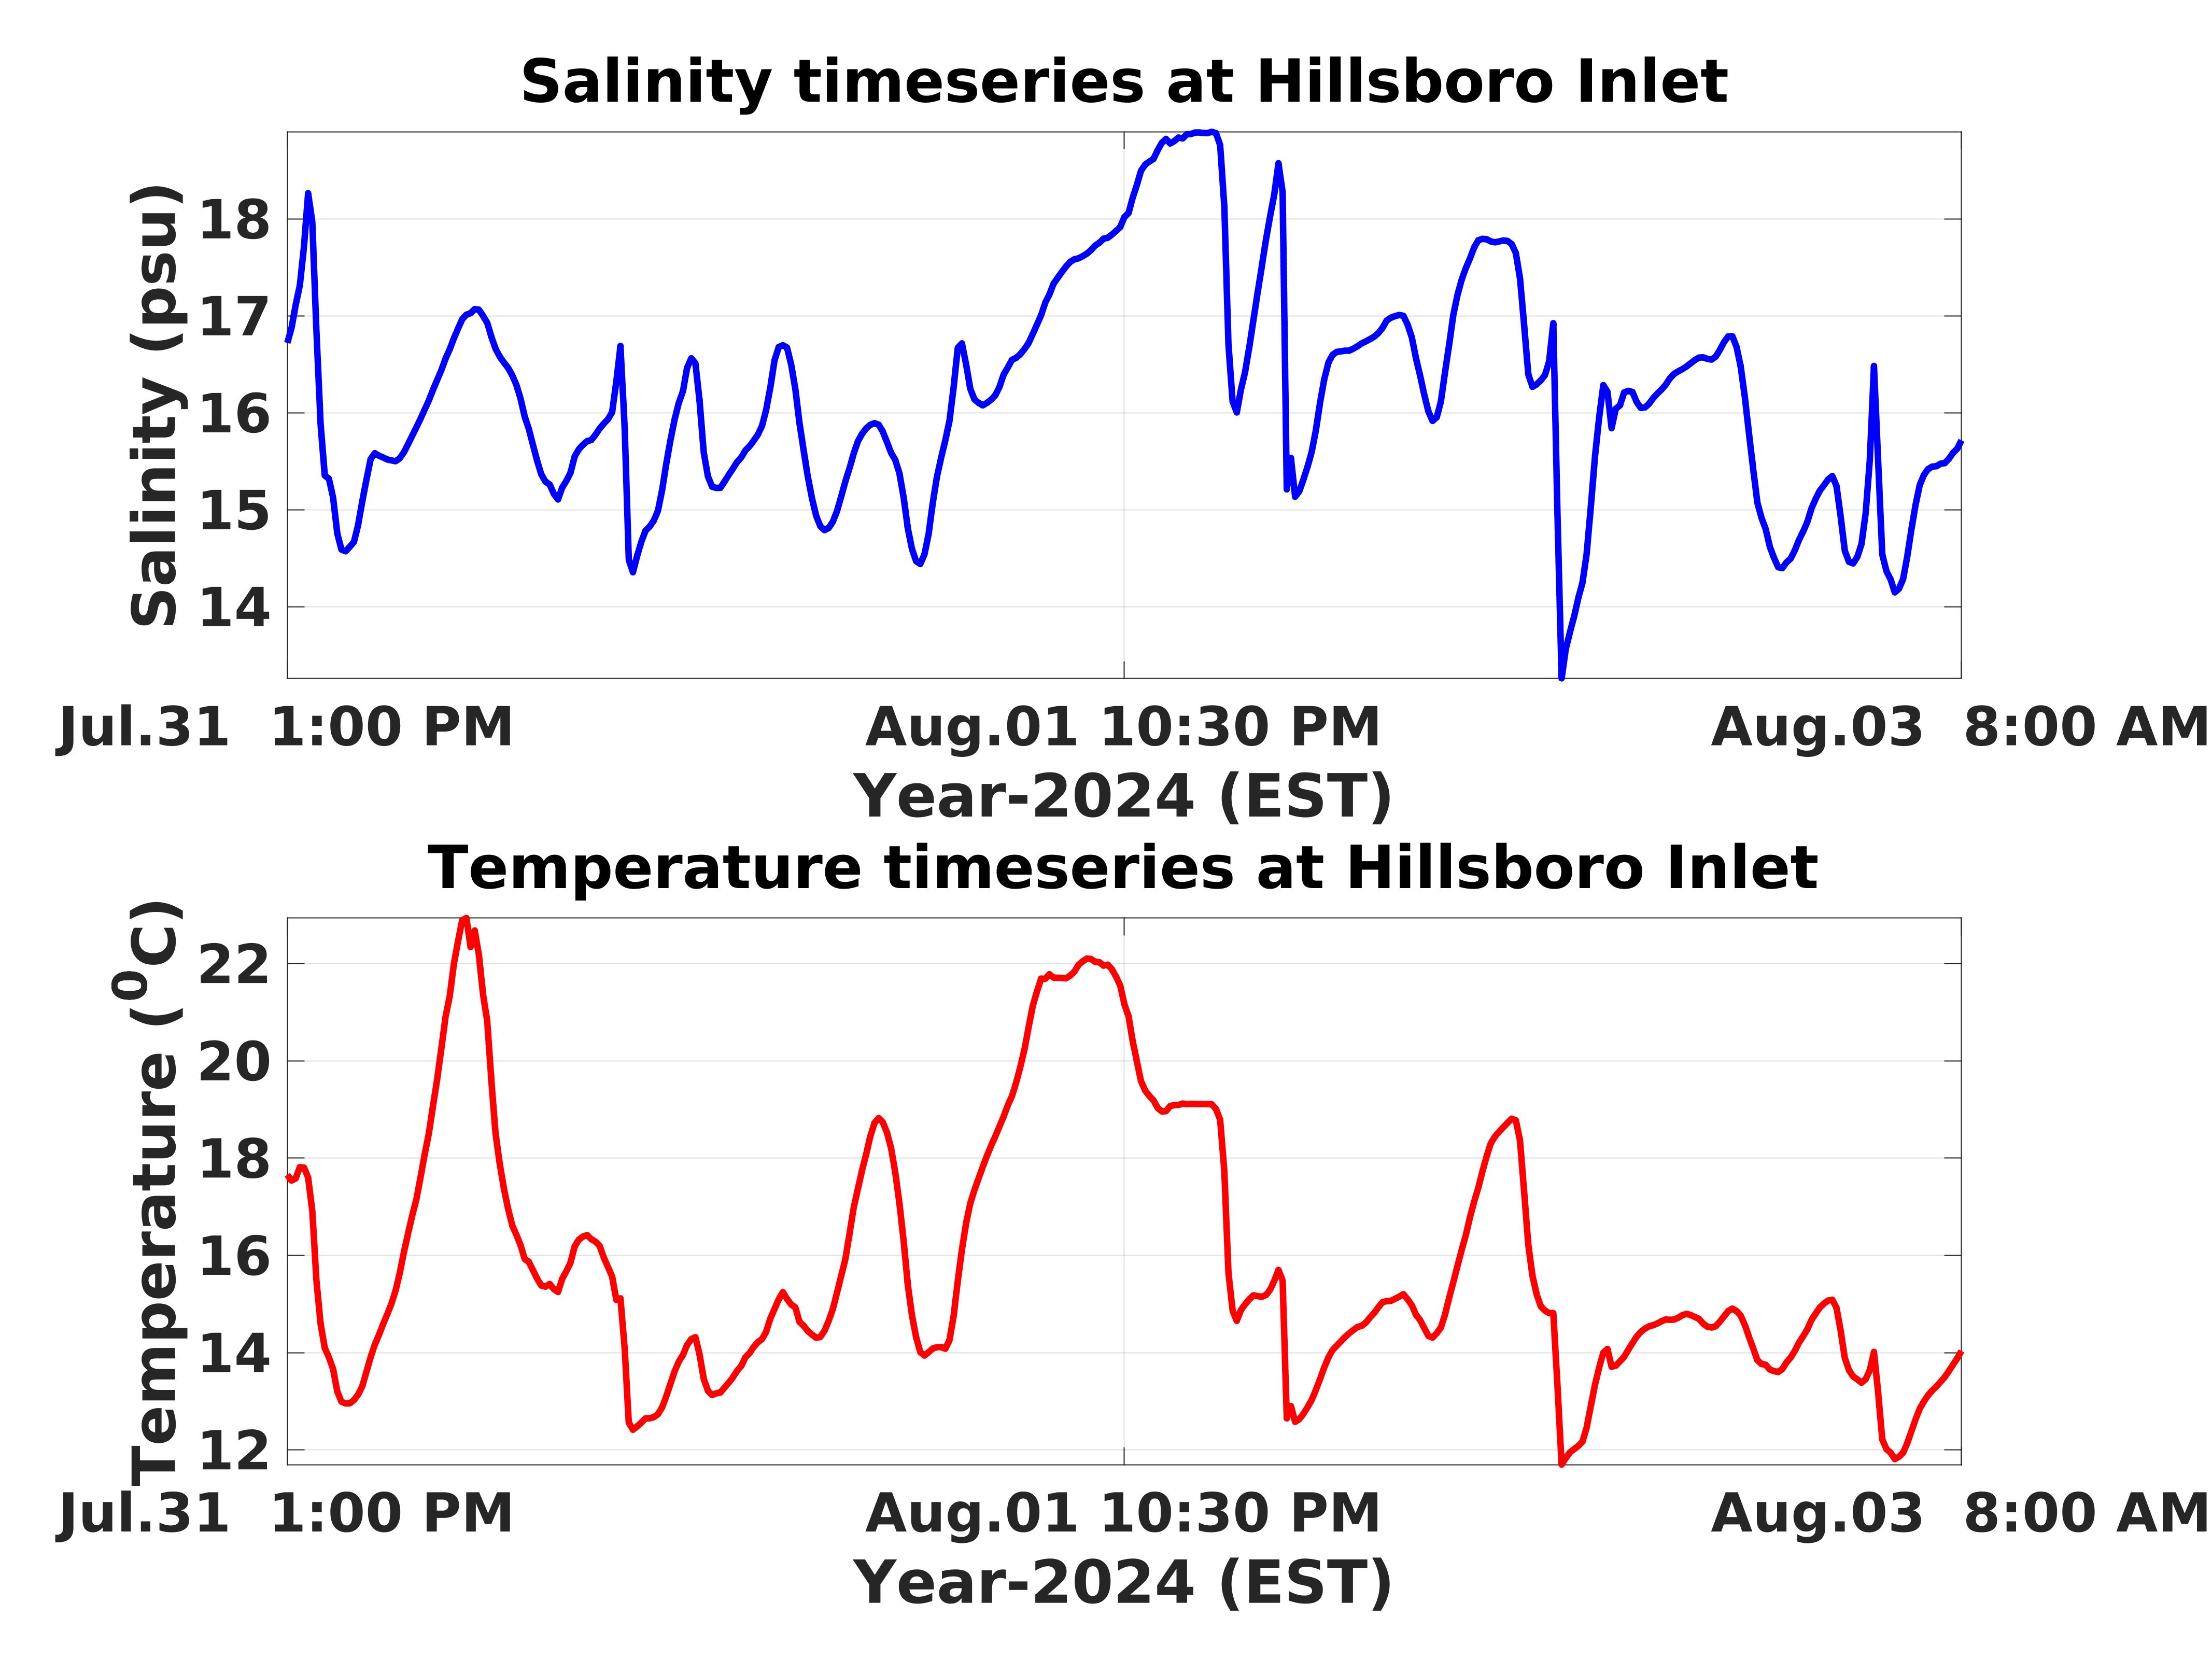 Salinity timeseries at Hillsboro Inlet
Salinity (psu)
18
17
16
15
14
Jul.31  1:00 PM
Aug.01 10:30 PM
Aug.03  8:00 AM
Year-2024 (EST)
Temperature timeseries at Hillsboro Inlet
Temperature (⁰C)
22
20
18
16
14
12
Jul.31  1:00 PM
Aug.01 10:30 PM
Aug.03  8:00 AM
Year-2024 (EST)